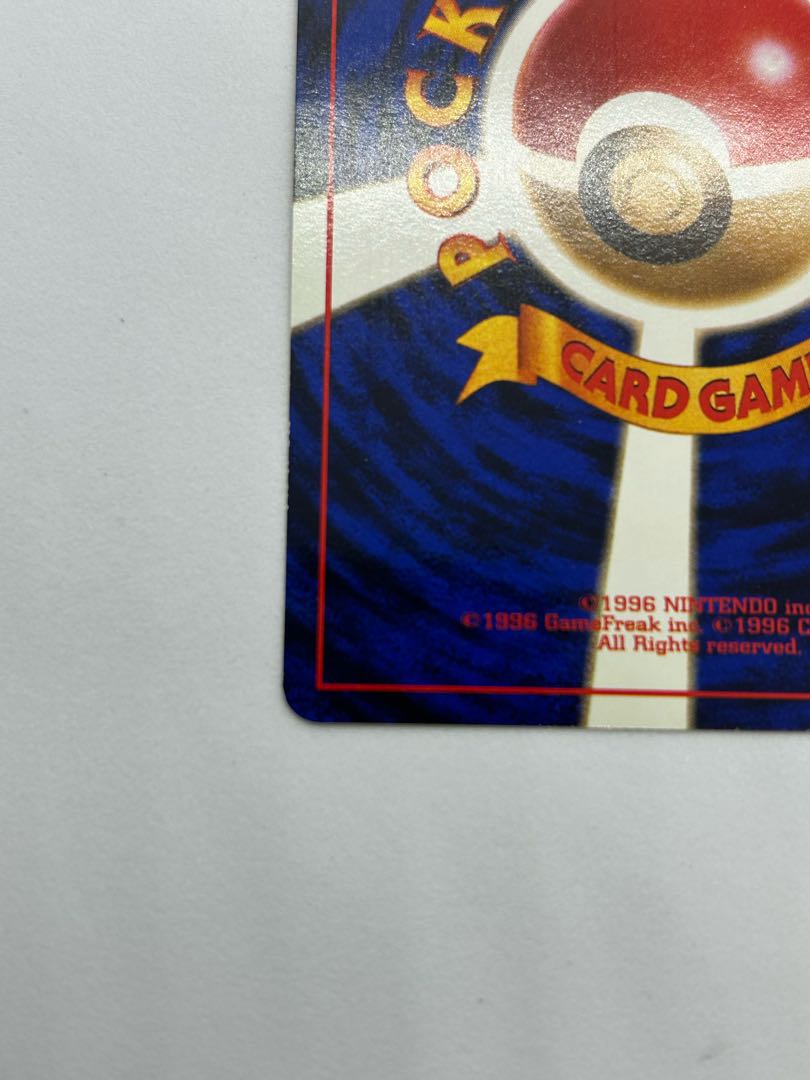 POCK
CARD GAM
©1996 NINTENDO inc
©1996 GameFreak inc. ©1996 C
All Rights reserved.